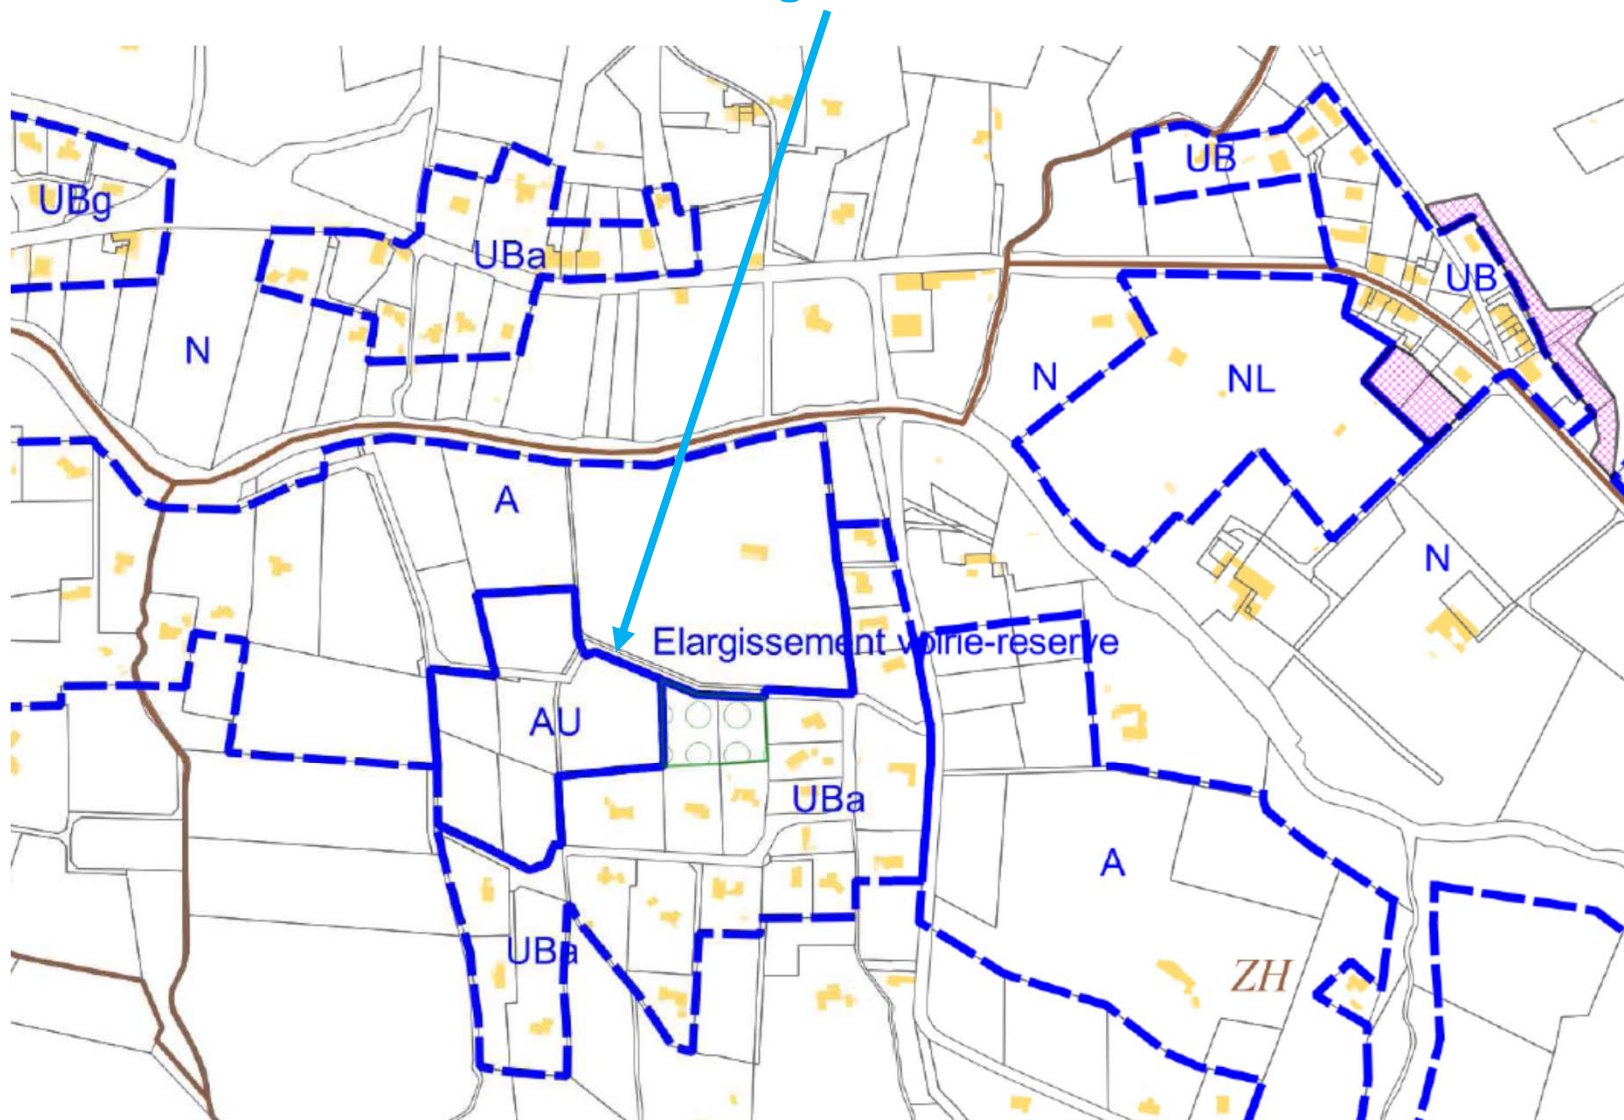 UB
UBg
UBa
UB
N
N
NL
A
N
Elargissement voirie-reserve
AU
UBa
A
UBa
ZH